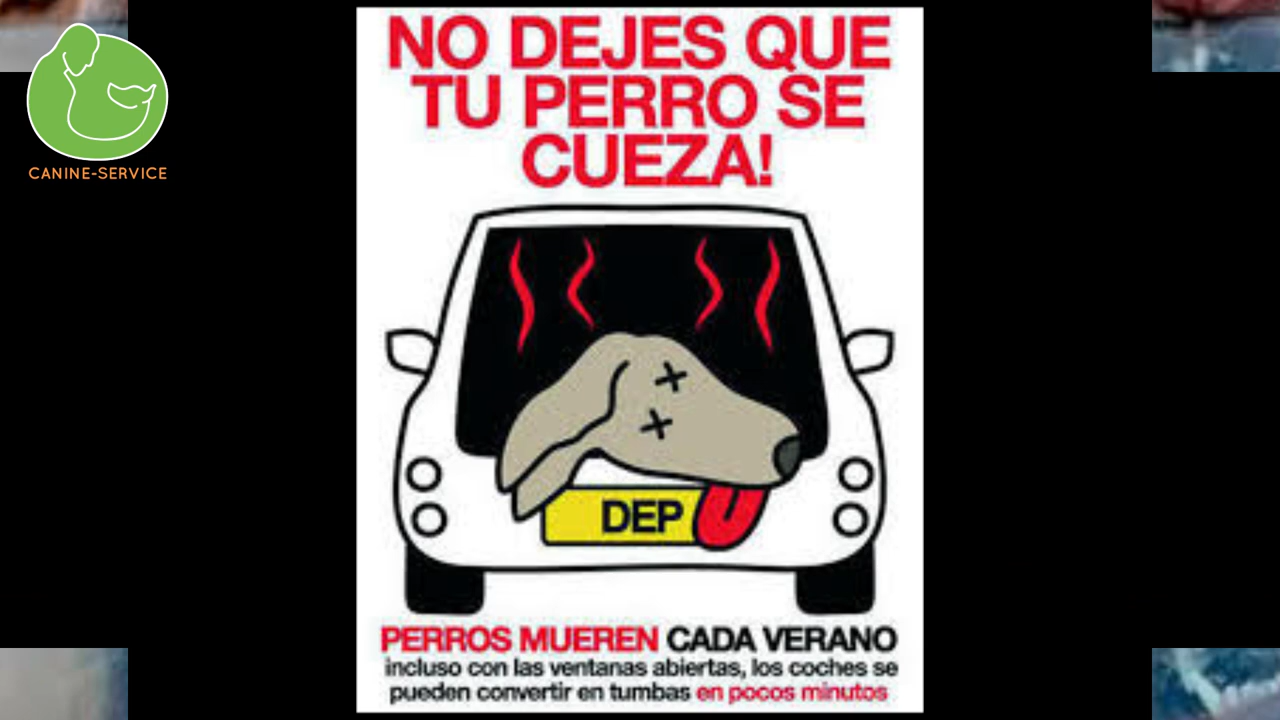 NO DEJES QUE
TU PERRO SE
CUEZA!
CANINE-SERVICE
DEP
PERROS MUEREN CADA VERANO
incluso con las ventanas abiertas, los coches se
pueden convertir en tumbas en pocos minutos